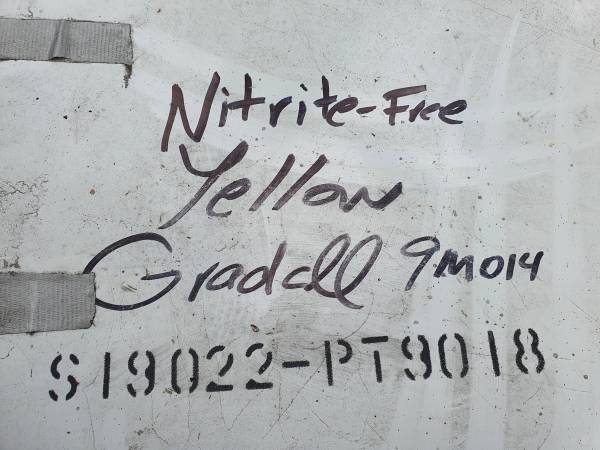 Nitrite-Free
Yellow
Gradall 9M014
S19022-PT9018